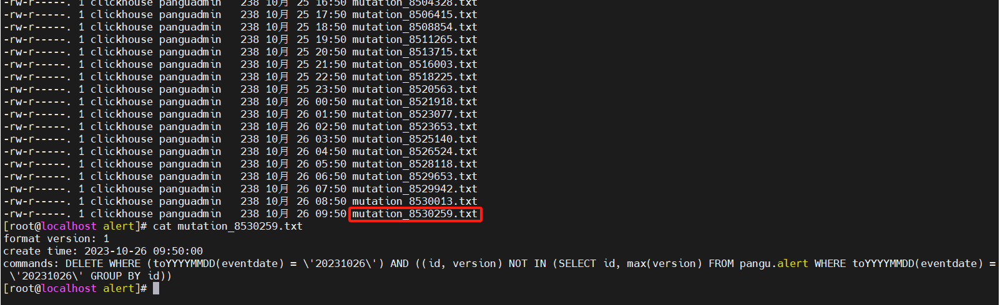 -rw-r-----. 1 clickhouse panguadmin   238 10月 25 16:50 mutation_8504328.txt
-rw-r-----. 1 clickhouse panguadmin   238 10月 25 17:50 mutation_8506415.txt
-rw-r-----. 1 clickhouse panguadmin   238 10月 25 18:50 mutation_8508854.txt
-rw-r-----. 1 clickhouse panguadmin   238 10月 25 19:50 mutation_8511265.txt
-rw-r-----. 1 clickhouse panguadmin   238 10月 25 20:50 mutation_8513715.txt
-rw-r-----. 1 clickhouse panguadmin   238 10月 25 21:50 mutation_8516003.txt
-rw-r-----. 1 clickhouse panguadmin   238 10月 25 22:50 mutation_8518225.txt
-rw-r-----. 1 clickhouse panguadmin   238 10月 25 23:50 mutation_8520563.txt
-rw-r-----. 1 clickhouse panguadmin   238 10月 26 00:50 mutation_8521918.txt
-rw-r-----. 1 clickhouse panguadmin   238 10月 26 01:50 mutation_8523077.txt
-rw-r-----. 1 clickhouse panguadmin   238 10月 26 02:50 mutation_8523653.txt
-rw-r-----. 1 clickhouse panguadmin   238 10月 26 03:50 mutation_8525140.txt
-rw-r-----. 1 clickhouse panguadmin   238 10月 26 04:50 mutation_8526524.txt
-rw-r-----. 1 clickhouse panguadmin   238 10月 26 05:50 mutation_8528118.txt
-rw-r-----. 1 clickhouse panguadmin   238 10月 26 06:50 mutation_8529653.txt
-rw-r-----. 1 clickhouse panguadmin   238 10月 26 07:50 mutation_8529942.txt
-rw-r-----. 1 clickhouse panguadmin   238 10月 26 08:50 mutation_8530013.txt
-rw-r-----. 1 clickhouse panguadmin   238 10月 26 09:50 mutation_8530259.txt
[root@localhost alert]# cat mutation_8530259.txt
format version: 1
create time: 2023-10-26 09:50:00
commands: DELETE WHERE (toYYYYMMDD(eventdate) = \'20231026\') AND ((id, version) NOT IN (SELECT id, max(version) FROM pangu.alert WHERE toYYYYMMDD(eventdate) =
\'20231026\' GROUP BY id))
[root@localhost alert]#